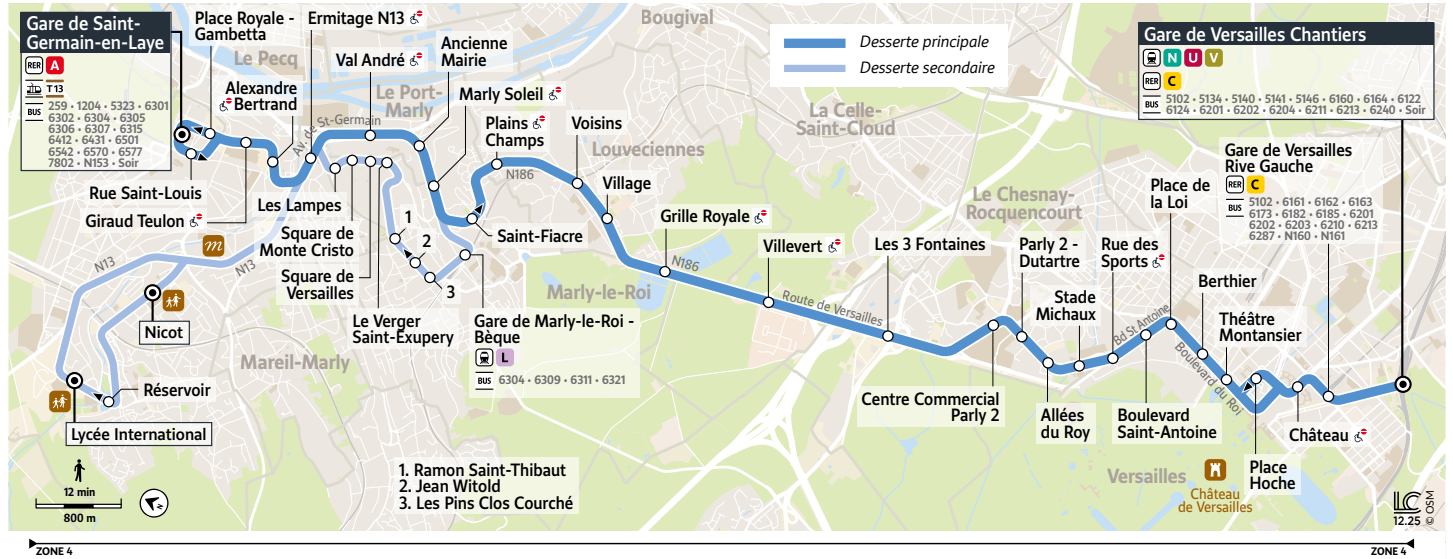 Gare de Saint-
Germain-en-Laye
RER A
T13
BUS
259 • 1204 • 5323 • 6301
6302 • 6304 • 6305
6306 • 6307 • 6315
6412 • 6431 • 6501
6542 • 6570 • 6577
7802 • N153 • Soir
Place Royale -
Gambetta
Ermitage N13
Le Pecq
Val André
Ancienne
Mairie
Bougival
Desserte principale
Desserte secondaire
Gare de Versailles Chantiers
N U V
RER C
BUS
5102 • 5134 • 5140 • 5141 • 5146 • 6160 • 6164 • 6122
6124 • 6201 • 6202 • 6204 • 6211 • 6213 • 6240 • Soir
Alexandre
Bertrand
Le Port-
Marly
Marly Soleil
Av. de St-Germain
Plains
Champs
Voisins
Louveciennes
La Celle-
Saint-Cloud
N186
Gare de Versailles
Rive Gauche
RER C
BUS
5102 • 6161 • 6162 • 6163
6173 • 6182 • 6185 • 6201
6202 • 6203 • 6210 • 6213
6287 • N160 • N161
Rue Saint-Louis
Giraud Teulon
Les Lampes
Village
Le Chesnay-
Rocquencourt
Place de
la Loi
Square de
Monte Cristo
1
2
3
Saint-Fiacre
Grille Royale
Villevert
Les 3 Fontaines
Parly 2 -
Dutartre
Rue des
Sports
m
N13
N13
Square de
Versailles
N186
Marly-le-Roi
Route de Versailles
Stade
Michaux
Bd St Antoine
Berthier
Nicot
Le Verger
Saint-Exupery
Gare de Marly-le-Roi -
Bèque
L
BUS
6304 • 6309 • 6311 • 6321
Théâtre
Montansier
Boulevard du Roi
Mareil-Marly
Réservoir
Lycée International
Centre Commercial
Parly 2
Allées
du Roy
Boulevard
Saint-Antoine
Château
Place
Hoche
Versailles
Château
de Versailles
12 min
800 m
1. Ramon Saint-Thibaut
2. Jean Witold
3. Les Pins Clos Courché
LC
12.25
© OSM
ZONE 4
ZONE 4